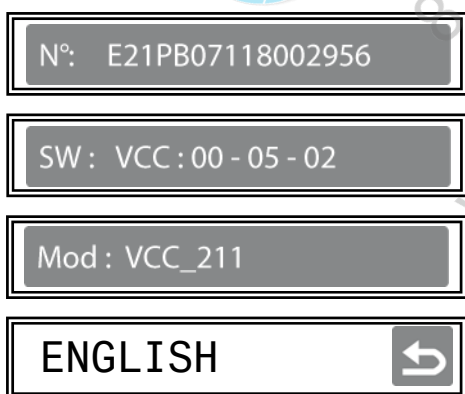 N°: E21PB07118002956
SW : VCC : 00 - 05 - 02
Mod : VCC_211
ENGLISH